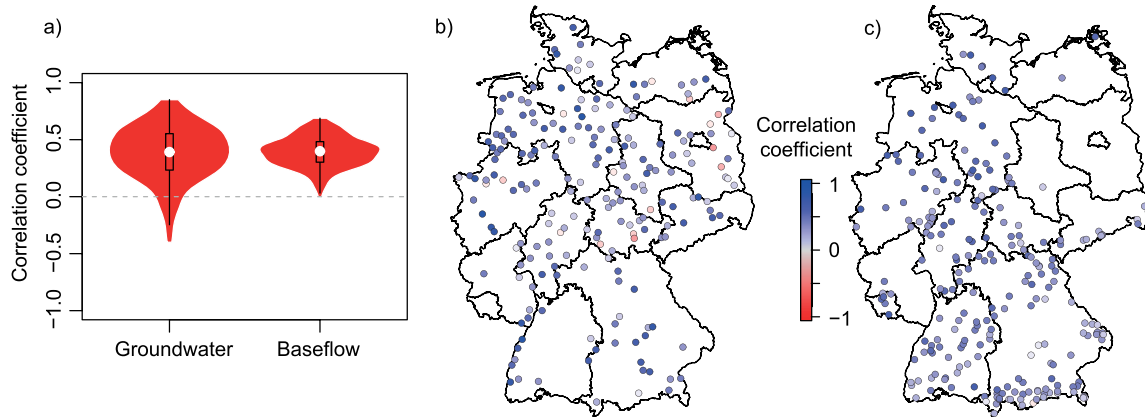 a)
Correlation coefficient
1.0
0.5
0.0
−0.5
−1.0
Groundwater
Baseflow
b)
Correlation
coefficient
1
0
−1
c)